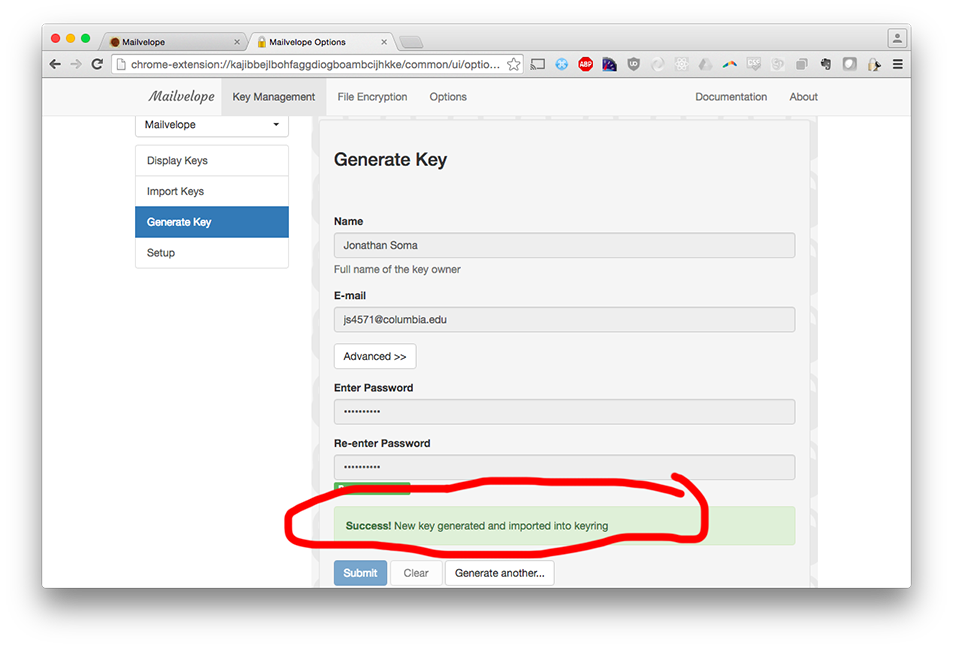 Mailvelope
Mailvelope Options
chrome-extension://kajibbejlbohfaggdiogboambcijhkke/common/ui/optio...
ABP
Mailvelope
Key Management
File Encryption
Options
Documentation
About
Mailvelope
Display Keys
Import Keys
Generate Key
Setup
Generate Key
Name
Jonathan Soma
Full name of the key owner
E-mail
js4571@columbia.edu
Advanced >>
Enter Password
••••••••••
Re-enter Password
••••••••••
Success! New key generated and imported into keyring
Submit
Clear
Generate another...